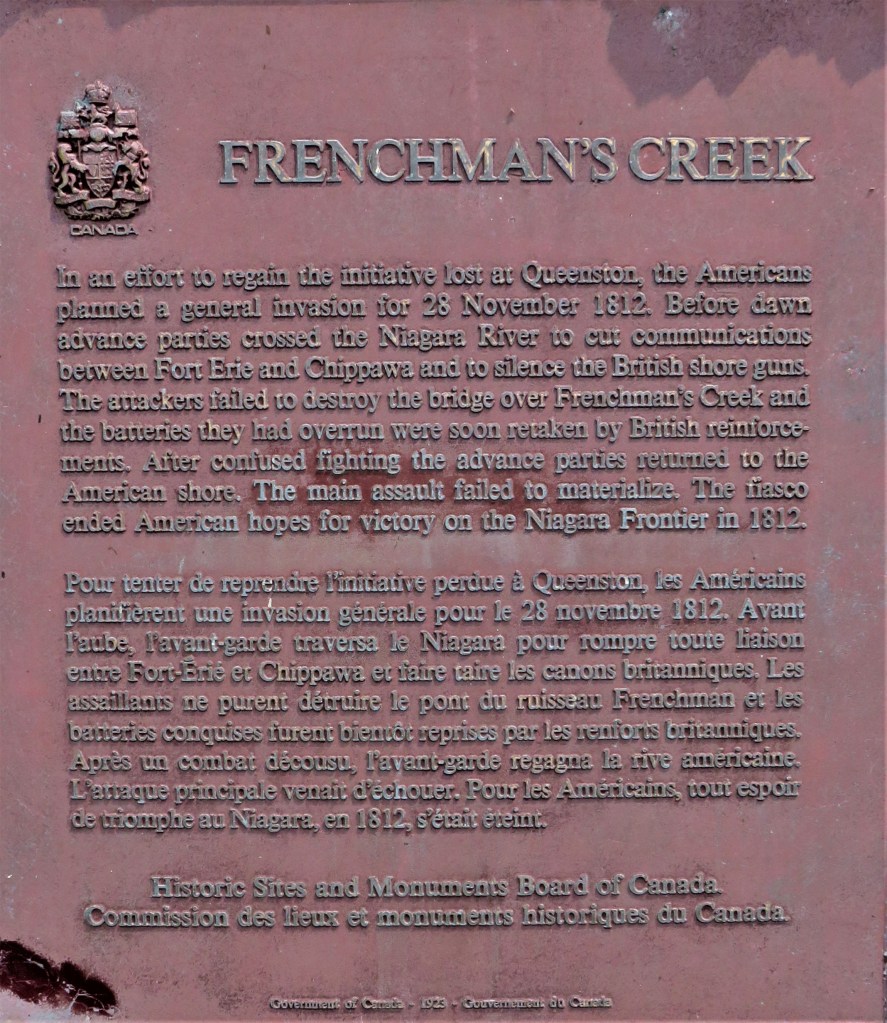 FRENCHMAN'S CREEK
CANADA
In an effort to regain the initiative lost at Queenston, the Americans
planned a general invasion for 28 November 1812. Before dawn
advance parties crossed the Niagara River to cut communications
between Fort Erie and Chippawa and to silence the British shore guns.
The attackers failed to destroy the bridge over Frenchman's Creek and
the batteries they had overrun were soon retaken by British reinforce-
ments. After confused fighting the advance parties returned to the
American shore. The main assault failed to materialize. The fiasco
ended American hopes for victory on the Niagara Frontier in 1812.
Pour tenter de reprendre l'initiative perdue à Queenston, les Américains
planifièrent une invasion générale pour le 28 novembre 1812. Avant
l'aube, l'avant-garde traversa le Niagara pour rompre toute liaison
entre Fort-Érié et Chippawa et faire taire les canons britanniques. Les
assaillants ne purent détruire le pont du ruisseau Frenchman et les
batteries conquises furent bientôt reprises par les renforts britanniques.
Après un combat décousu, l'avant-garde regagna la rive américaine.
L'attaque principale venait d'échouer. Pour les Américains, tout espoir
de triomphe au Niagara, en 1812, s'était éteint.
Historic Sites and Monuments Board of Canada.
Commission des lieux et monuments historiques du Canada.
Government of Canada - 1923 - Gouvernement du Canada